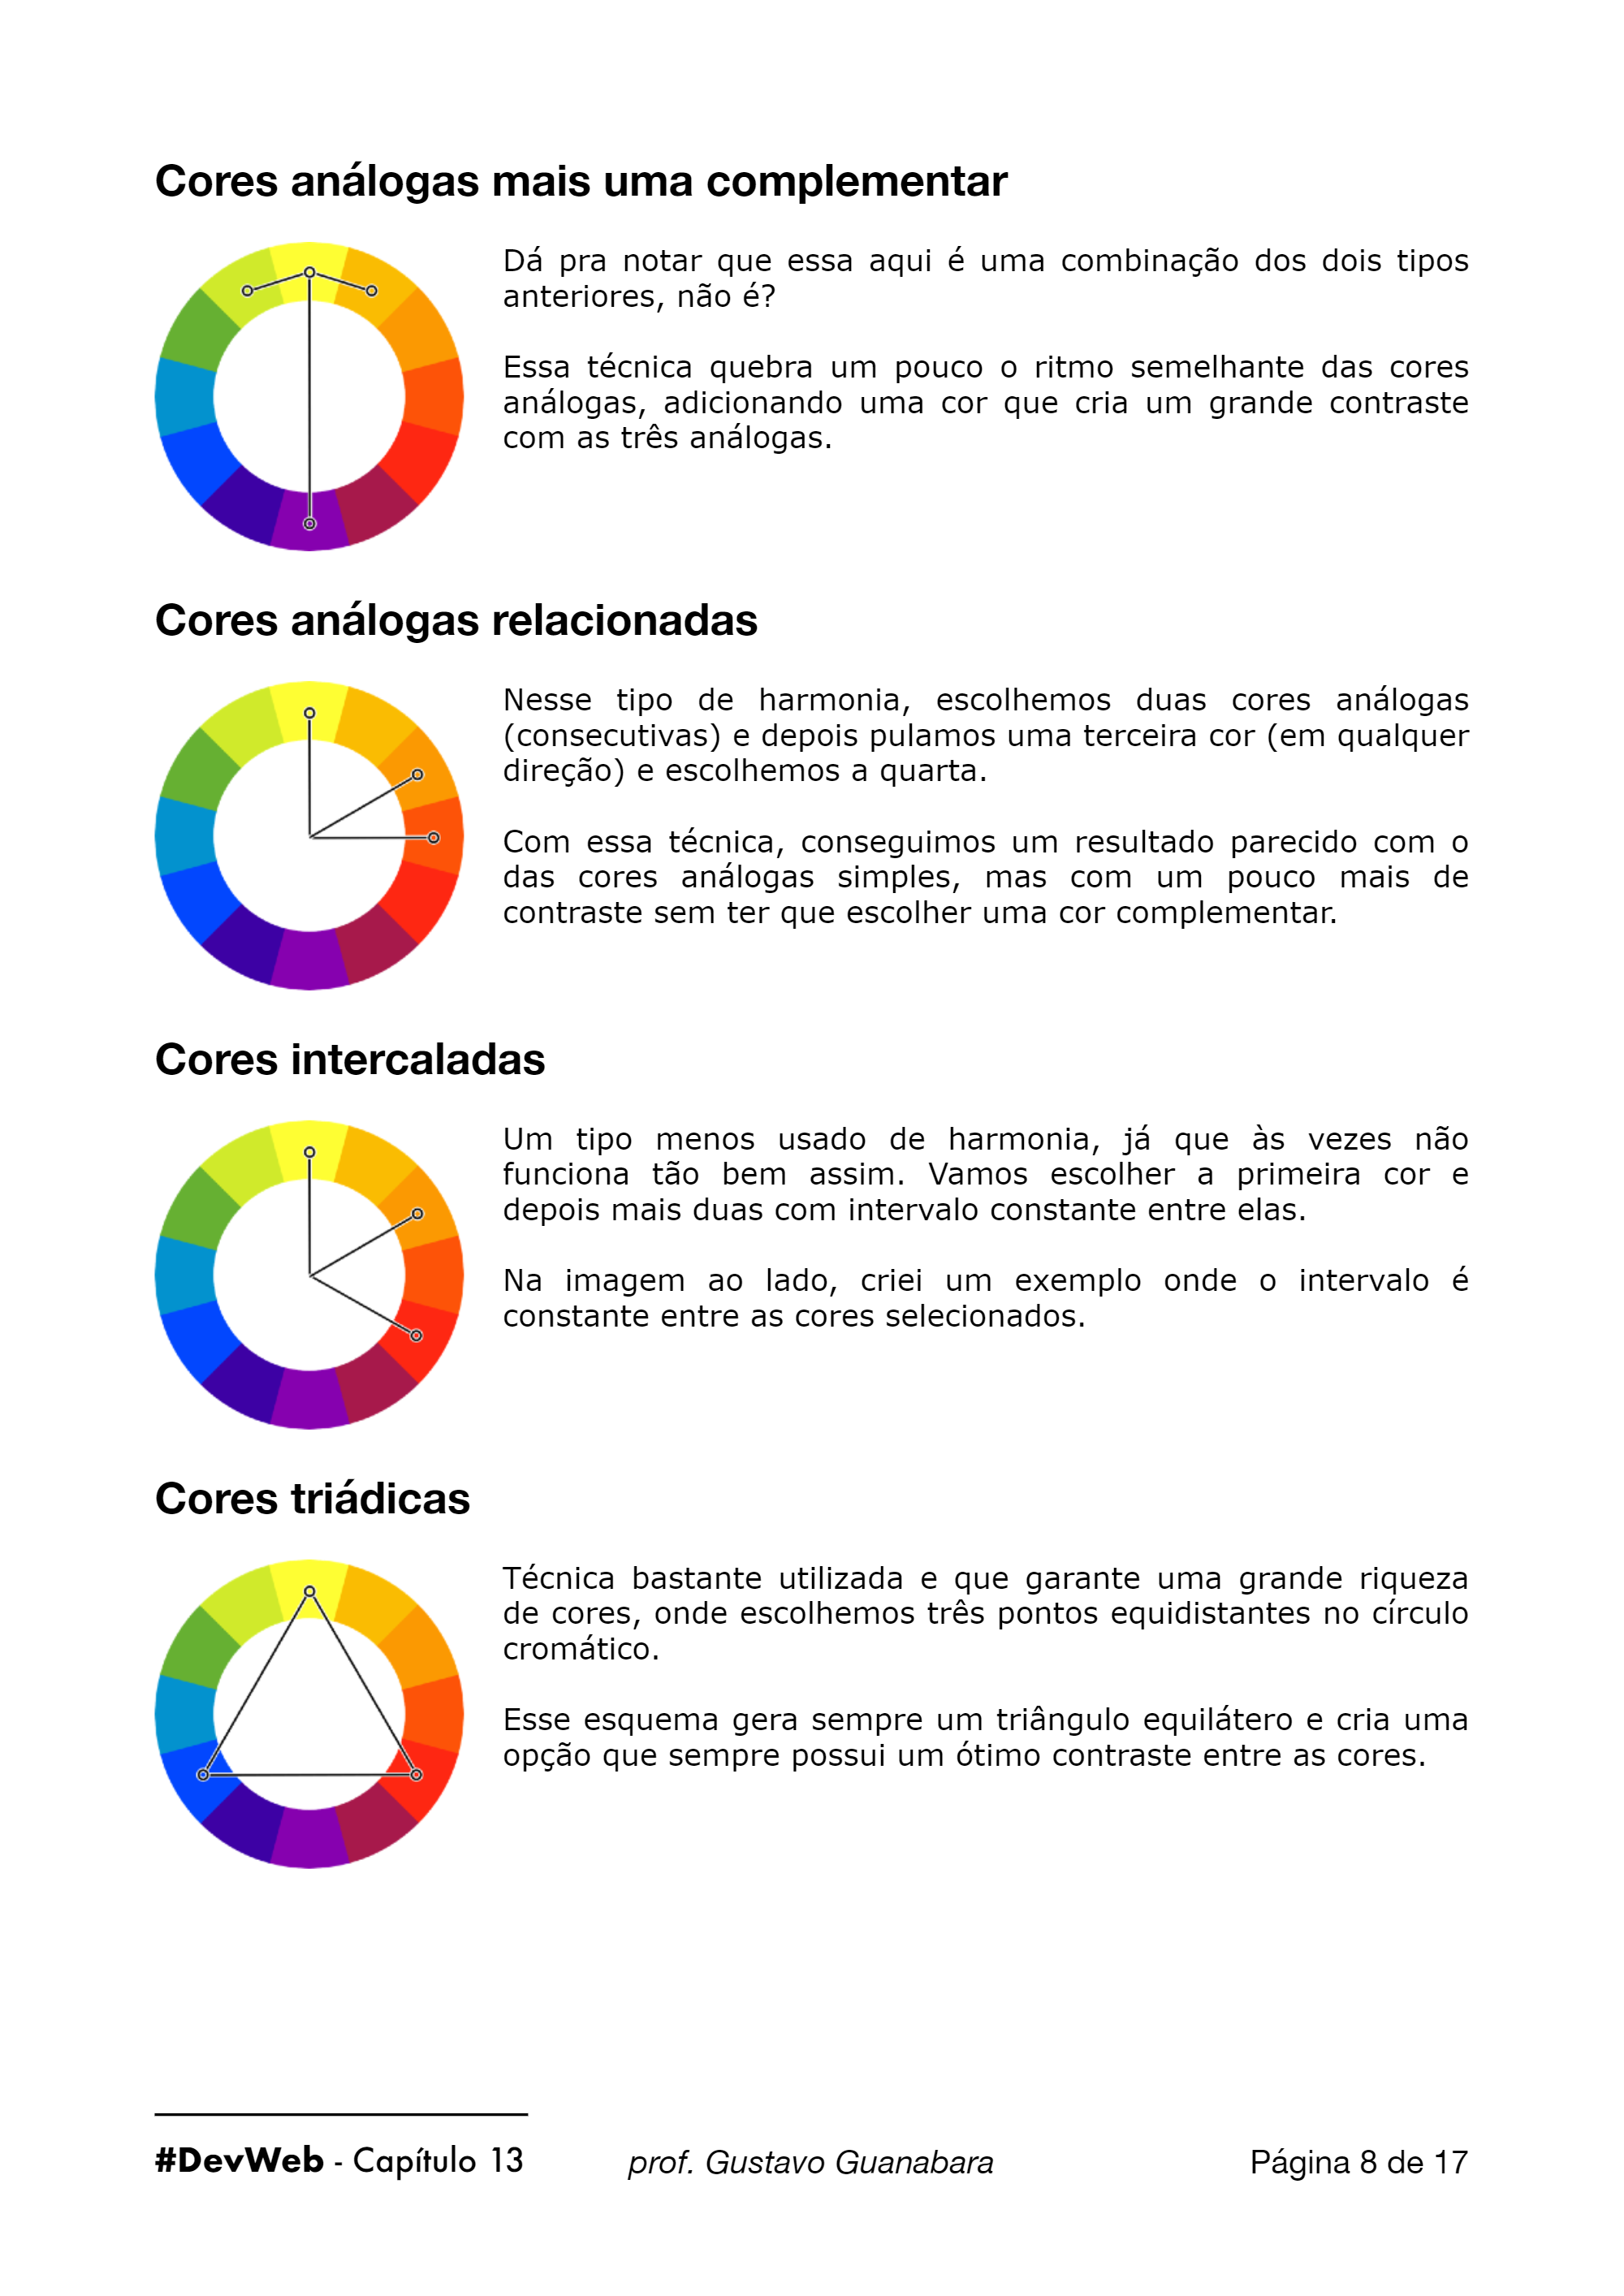 Cores análogas mais uma complementar
Dá pra notar que essa aqui é uma combinação dos dois tipos
anteriores, não é?
Essa técnica quebra um pouco o ritmo semelhante das cores
análogas, adicionando uma cor que cria um grande contraste
com as três análogas.
Cores análogas relacionadas
Nesse tipo de harmonia, escolhemos duas cores análogas
(consecutivas) e depois pulamos uma terceira cor (em qualquer
direção) e escolhemos a quarta.
Com essa técnica, conseguimos um resultado parecido com o
das cores análogas simples, mas com um pouco mais de
contraste sem ter que escolher uma cor complementar.
Cores intercaladas
Um tipo menos usado de harmonia, já que às vezes não
funciona tão bem assim. Vamos escolher a primeira cor e
depois mais duas com intervalo constante entre elas.
Na imagem ao lado, criei um exemplo onde o intervalo é
constante entre as cores selecionados.
Cores triádicas
Técnica bastante utilizada e que garante uma grande riqueza
de cores, onde escolhemos três pontos equidistantes no círculo
cromático.
Esse esquema gera sempre um triângulo equilátero e cria uma
opção que sempre possui um ótimo contraste entre as cores.
#DevWeb - Capítulo 13 prof. Gustavo Guanabara Página 8 de 17